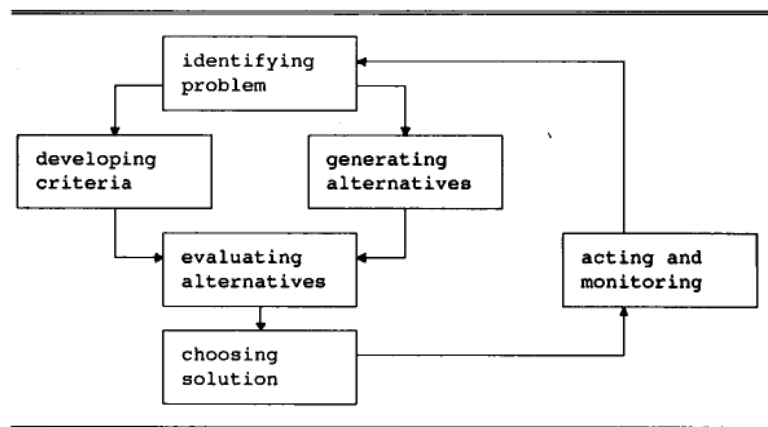 identifying
problem
developing
criteria
generating
alternatives
evaluating
alternatives
acting and
monitoring
choosing
solution